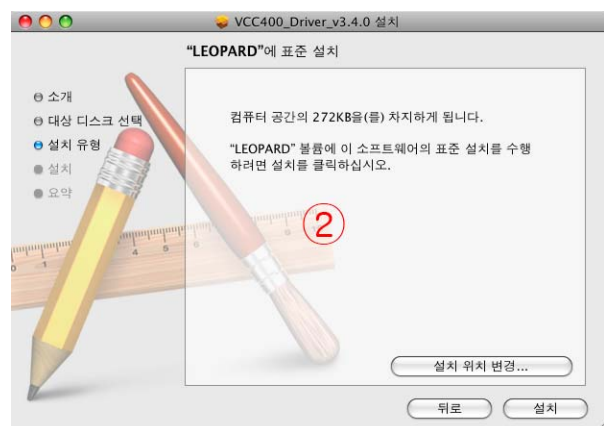 VCC400_Driver_v3.4.0 설치
“LEOPARD”에 표준 설치
소개
대상 디스크 선택
설치 유형
설치
요약
컴퓨터 공간의 272KB을(를) 차지하게 됩니다.
“LEOPARD” 볼륨에 이 소프트웨어의 표준 설치를 수행
하려면 설치를 클릭하십시오.
②
설치 위치 변경...
뒤로
설치